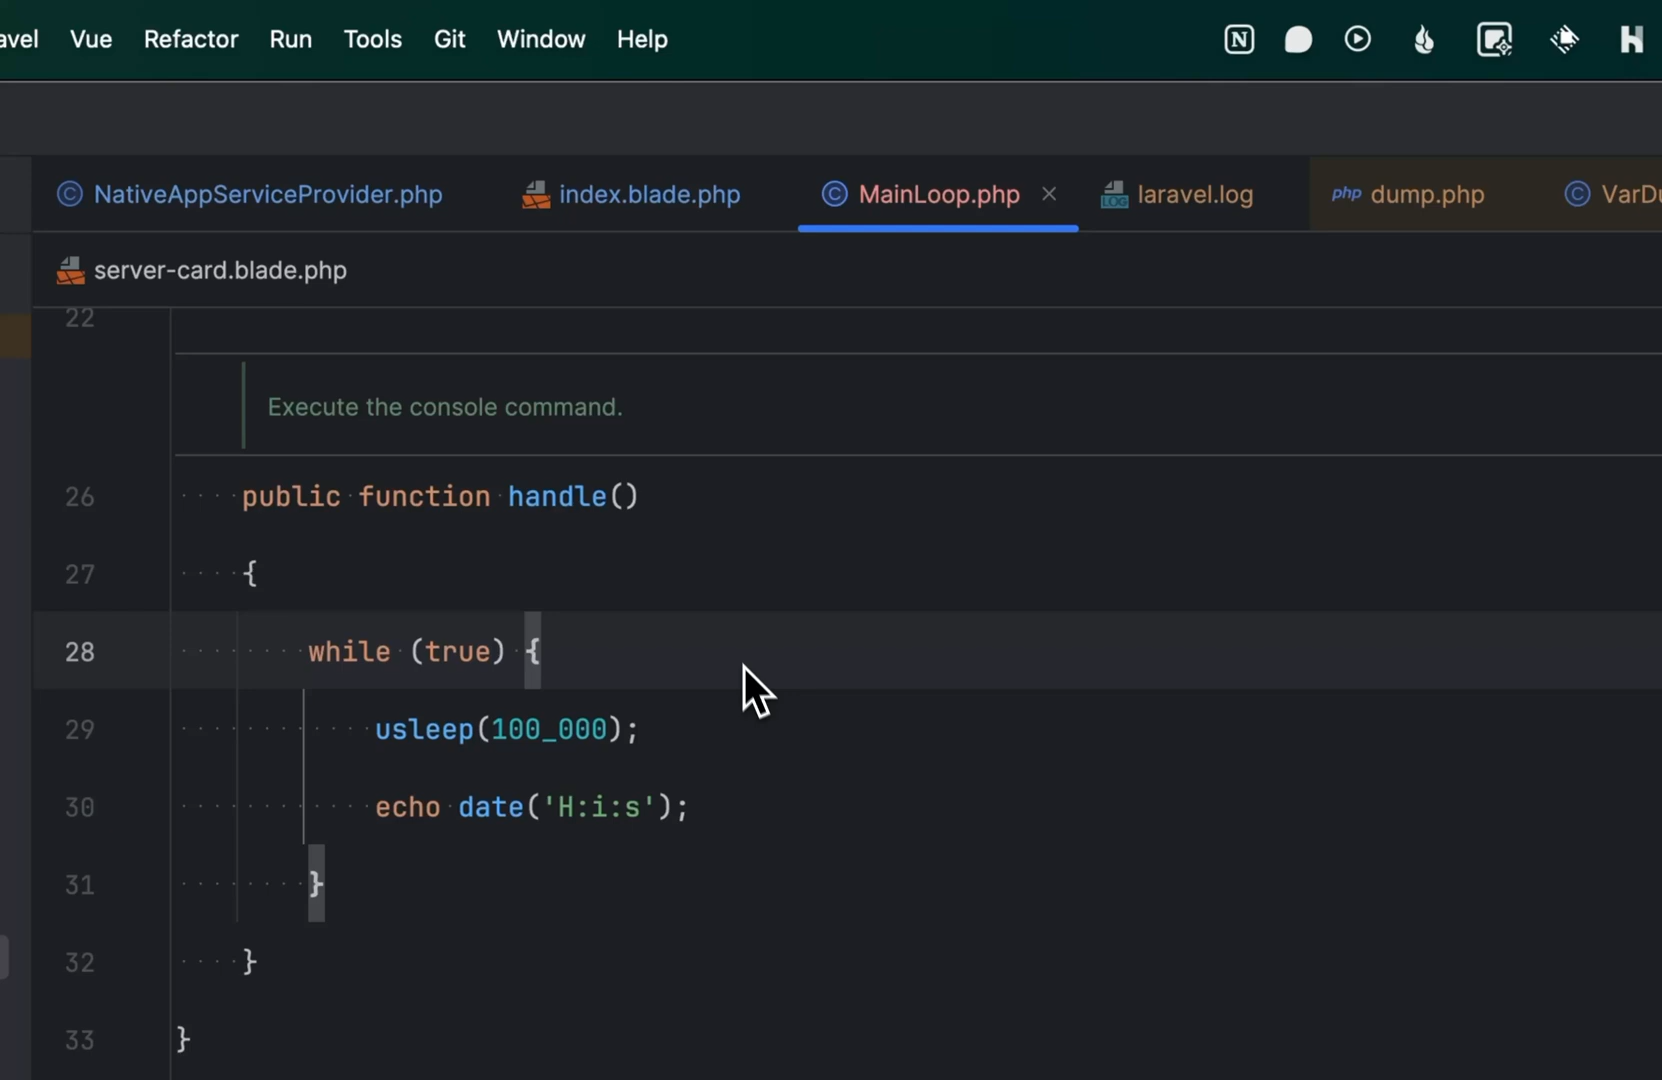 avel Vue Refactor Run Tools Git Window Help N H
NativeAppServiceProvider.php index.blade.php MainLoop.php × LOG laravel.log php dump.php VarDu
server-card.blade.php
22
Execute the console command.
26 public function handle()
27 {
28 while (true) {
29 usleep(100_000);
30 echo date('H:i:s');
31 }
32 }
33 }